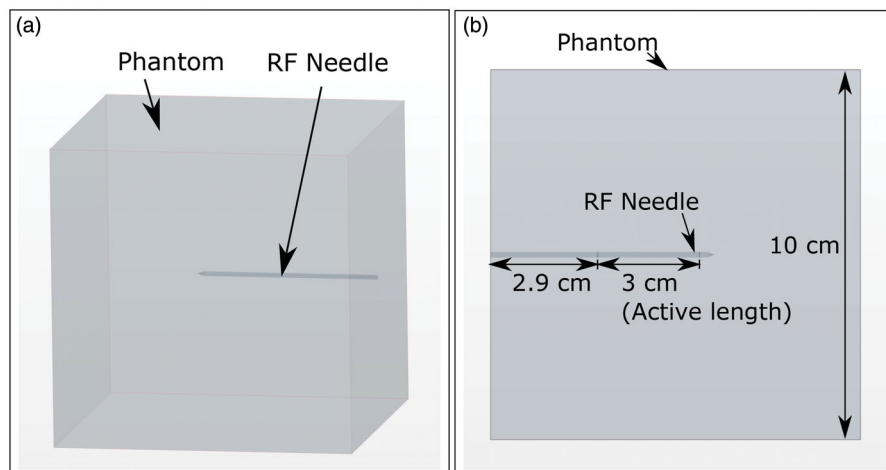 (a)
Phantom
RF Needle
(b)
Phantom
RF Needle
10 cm
2.9 cm
3 cm
(Active length)